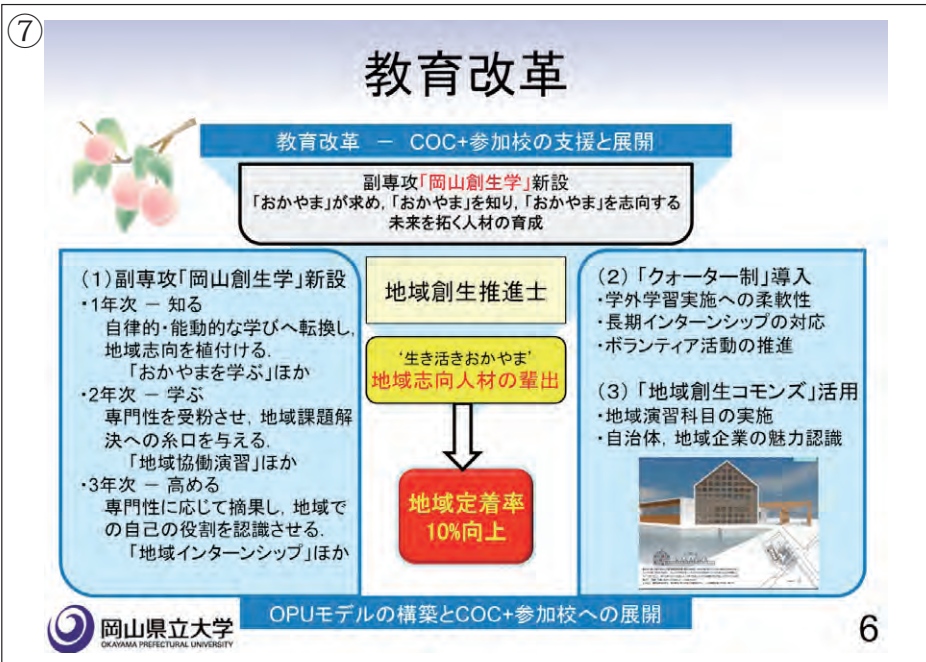 ⑦
教育改革
教育改革 － COC+参加校の支援と展開
副専攻「岡山創生学」新設
「おかやま」が求め，「おかやま」を知り，「おかやま」を志向する
未来を拓く人材の育成
(1)副専攻「岡山創生学」新設
・1年次 － 知る
自律的・能動的な学びへ転換し，
地域志向を植付ける．
「おかやまを学ぶ」ほか
・2年次 － 学ぶ
専門性を受粉させ，地域課題解
決への糸口を与える．
「地域協働演習」ほか
・3年次 － 高める
専門性に応じて摘果し，地域で
の自己の役割を認識させる．
「地域インターンシップ」ほか
地域創生推進士
‘生き活きおかやま’
地域志向人材の輩出
地域定着率
10%向上
(2)「クォーター制」導入
・学外学習実施への柔軟性
・長期インターンシップの対応
・ボランティア活動の推進
(3)「地域創生コモンズ」活用
・地域演習科目の実施
・自治体，地域企業の魅力認識
OPUモデルの構築とCOC+参加校への展開
岡山県立大学
OKAYAMA PREFECTURAL UNIVERSITY
6